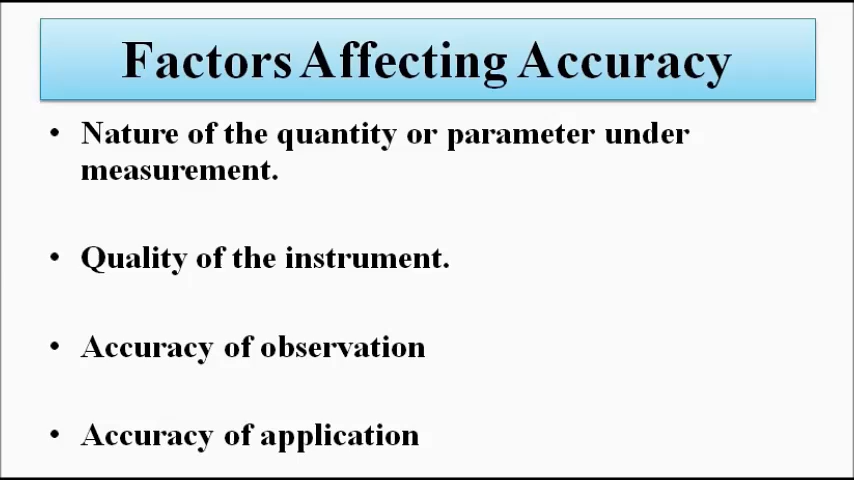 Factors Affecting Accuracy
• Nature of the quantity or parameter under
measurement.
• Quality of the instrument.
• Accuracy of observation
• Accuracy of application